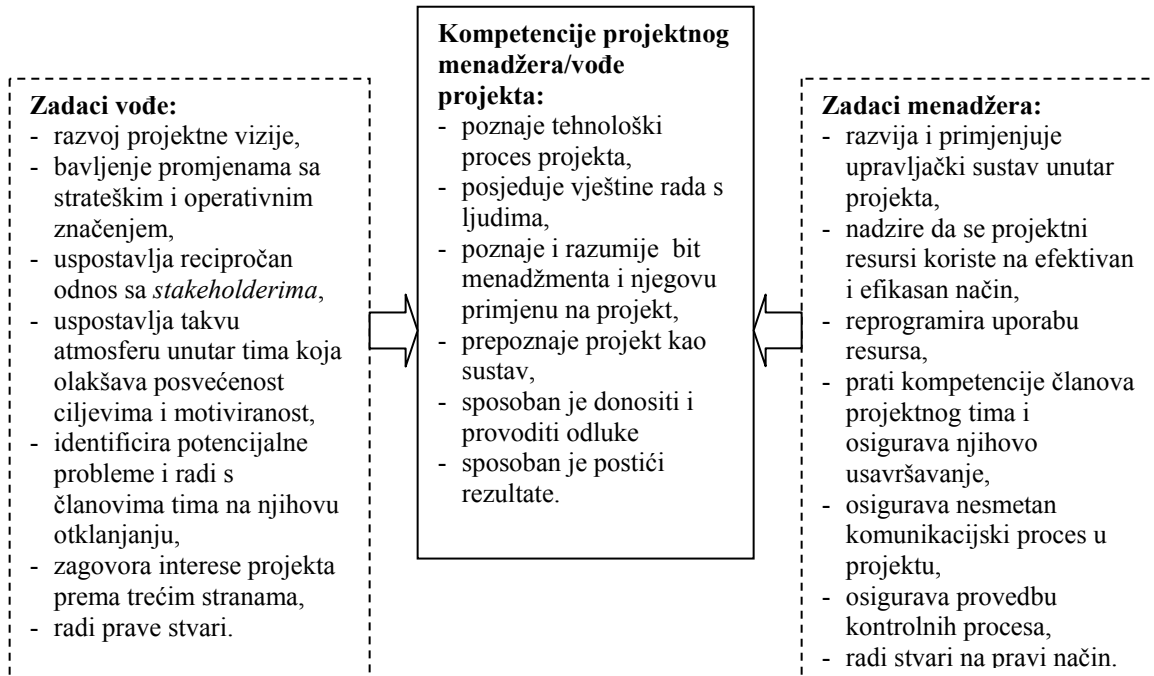 Zadaci vođe:
- razvoj projektne vizije,
- bavljenje promjenama sa
strateškim i operativnim
značenjem,
- uspostavlja recipročan
odnos sa stakeholderima,
- uspostavlja takvu
atmosferu unutar tima koja
olakšava posvećenost
ciljevima i motiviranost,
- identificira potencijalne
probleme i radi s
članovima tima na njihovu
otklanjanju,
- zagovora interese projekta
prema trećim stranama,
- radi prave stvari.
Kompetencije projektnog
menadžera/vođe
projekta:
- poznaje tehnološki
proces projekta,
- posjeduje vještine rada s
ljudima,
- poznaje i razumije bit
menadžmenta i njegovu
primjenu na projekt,
- prepoznaje projekt kao
sustav,
- sposoban je donositi i
provoditi odluke
- sposoban je postići
rezultate.
Zadaci menadžera:
- razvija i primjenjuje
upravljački sustav unutar
projekta,
- nadzire da se projektni
resursi koriste na efektivan
i efikasan način,
- reprogramira uporabu
resursa,
- prati kompetencije članova
projektnog tima i
osigurava njihovo
usavršavanje,
- osigurava nesmetan
komunikacijski proces u
projektu,
- osigurava provedbu
kontrolnih procesa,
- radi stvari na pravi način.